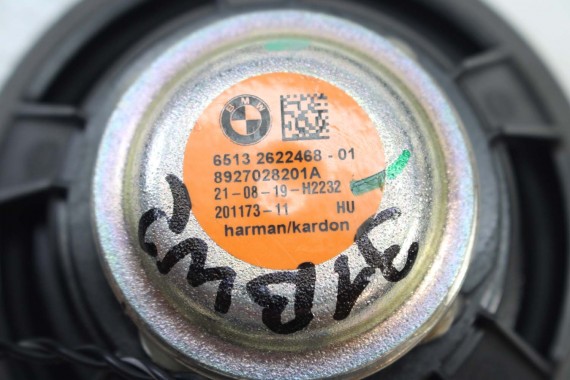 BMW
6513 2622468 - 01
8927028201A
21-08-19-H2232
201173-11 HU
harman/kardon